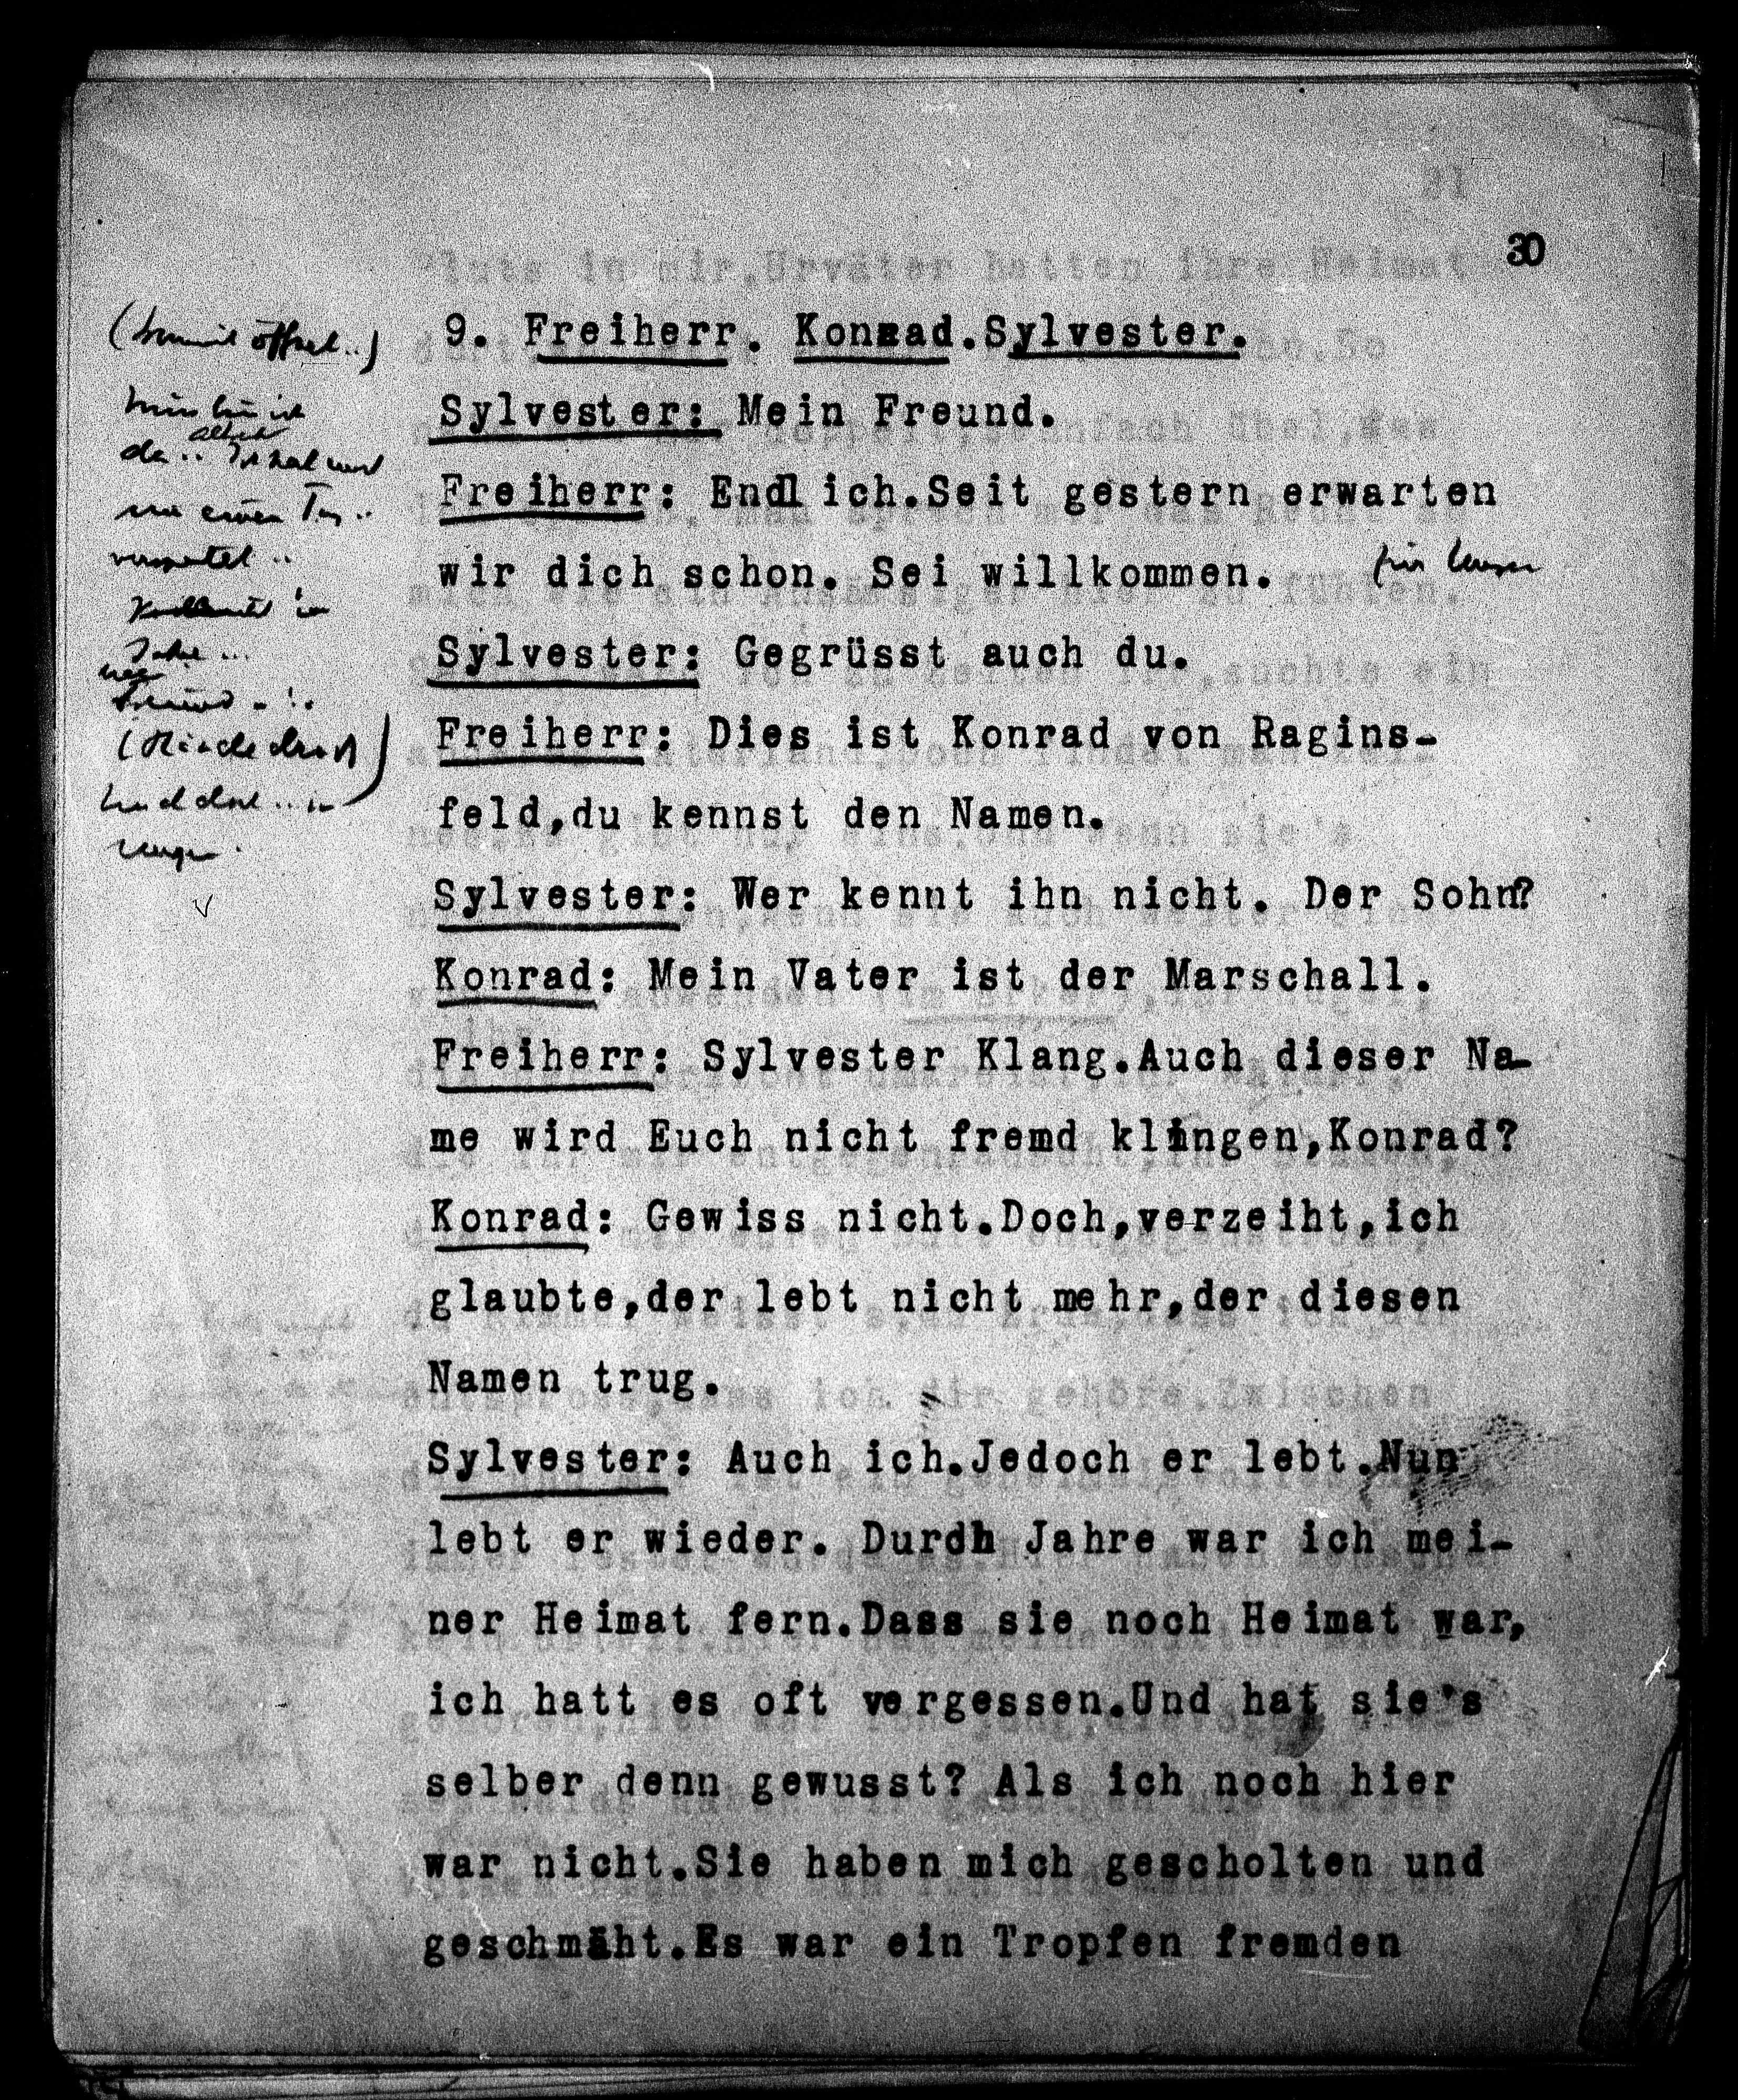 30
9. Freiherr. Konrad.Sylvester.
Sylvester: Mein Freund.
Freiherr: Endlich.Seit gestern erwarten
wir dich schon. Sei willkommen.
Sylvester: Gegrüsst auch du.
Freiherr: Dies ist Konrad von Ragins-
feld,du kennst den Namen.
Sylvester: Wer kennt ihn nicht. Der Sohn?
Konrad: Mein Vater ist der Marschall.
Freiherr: Sylvester Klang.Auch dieser Na-
me wird Euch nicht fremd klingen,Konrad?
Konrad: Gewiss nicht.Doch,verzeiht,ich
glaubte,der lebt nicht mehr,der diesen
Namen trug.
Sylvester: Auch ich.Jedoch er lebt.Nun
lebt er wieder. Durdh Jahre war ich mei-
ner Heimat fern.Dass sie noch Heimat war,
ich hatt es oft vergessen.Und hat sie's
selber denn gewusst? Als ich noch hier
war nicht.Sie haben mich gescholten und
geschmäht.Es war ein Tropfen fremden